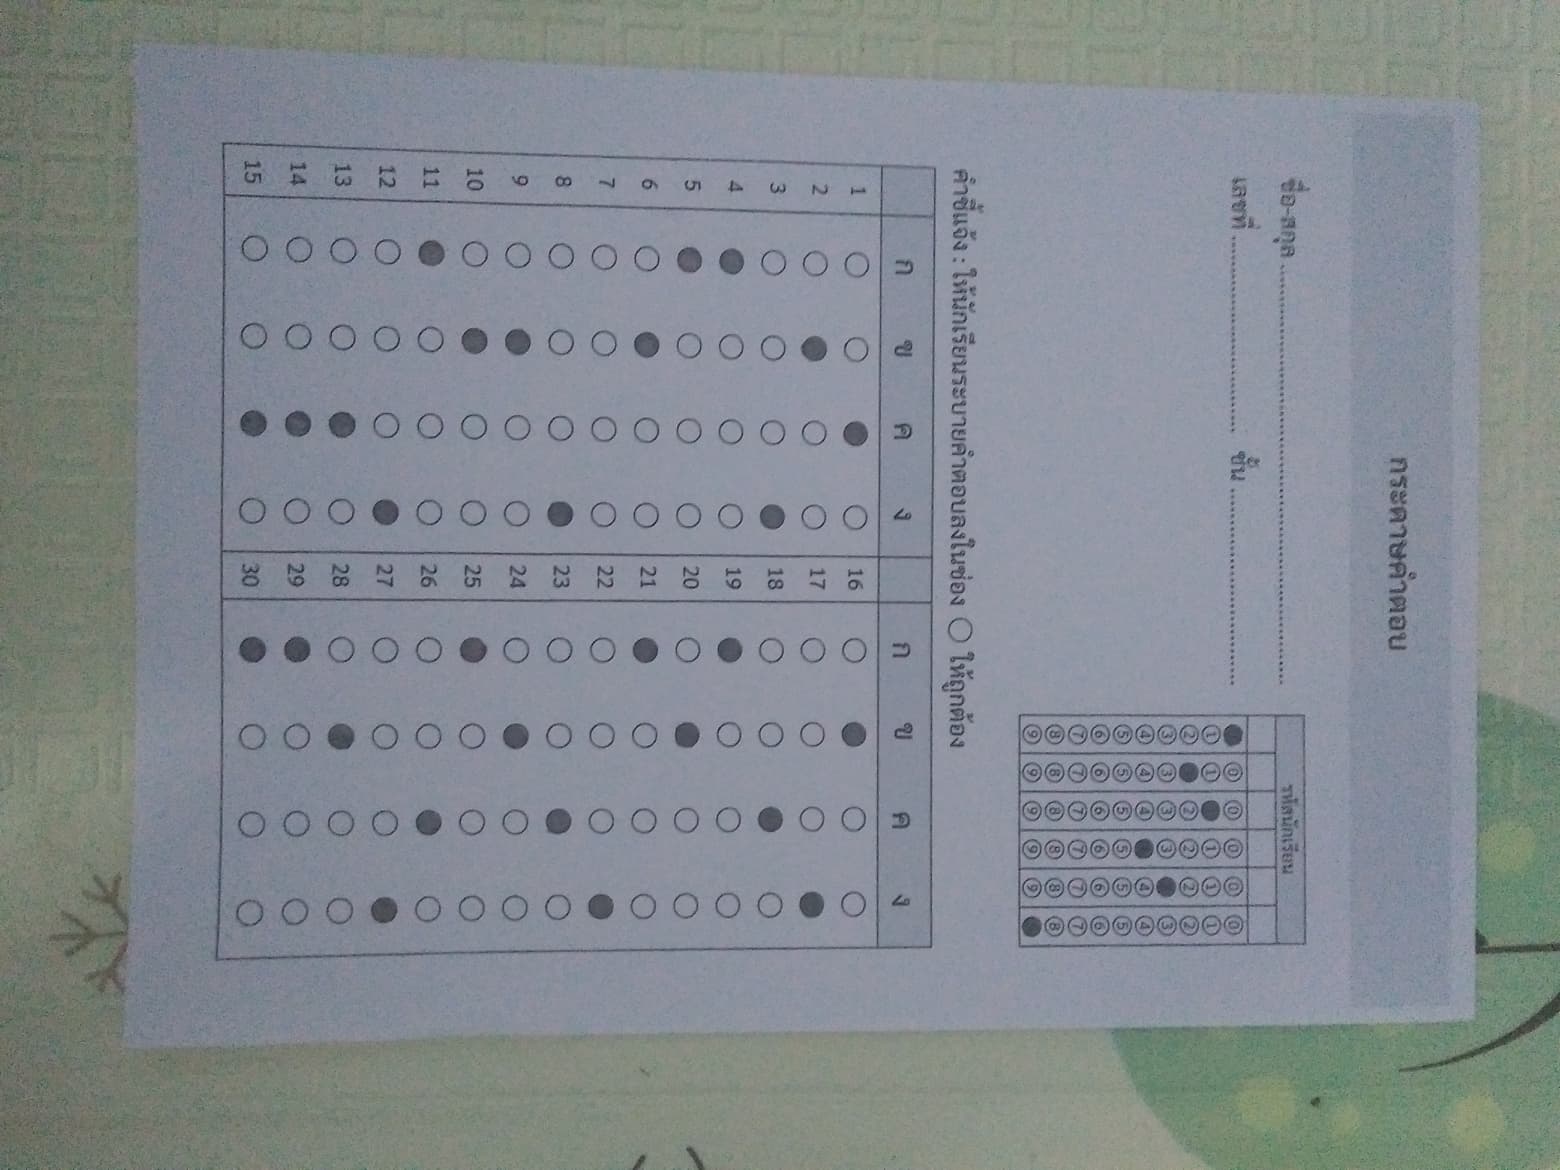 กระดาษคำตอบ
ชื่อ-สกุล
เลขที่ ชั้น
รหัสนักเรียน
0 0 0 0 0
1 1 1 1 1
2 2 2 2 2
3 3 3 3 3
4 4 4 4 4
5 5 5 5 5 5
6 6 6 6 6 6
7 7 7 7 7 7
8 8 8 8 8 8
9 9 9 9 9
คำชี้แจ้ง : ให้นักเรียนระบายคำตอบลงในช่อง ○ ให้ถูกต้อง
ก ข ค ง ก ข ค ง
1 16
2 17
3 18
4 19
5 20
6 21
7 22
8 23
9 24
10 25
11 26
12 27
13 28
14 29
15 30